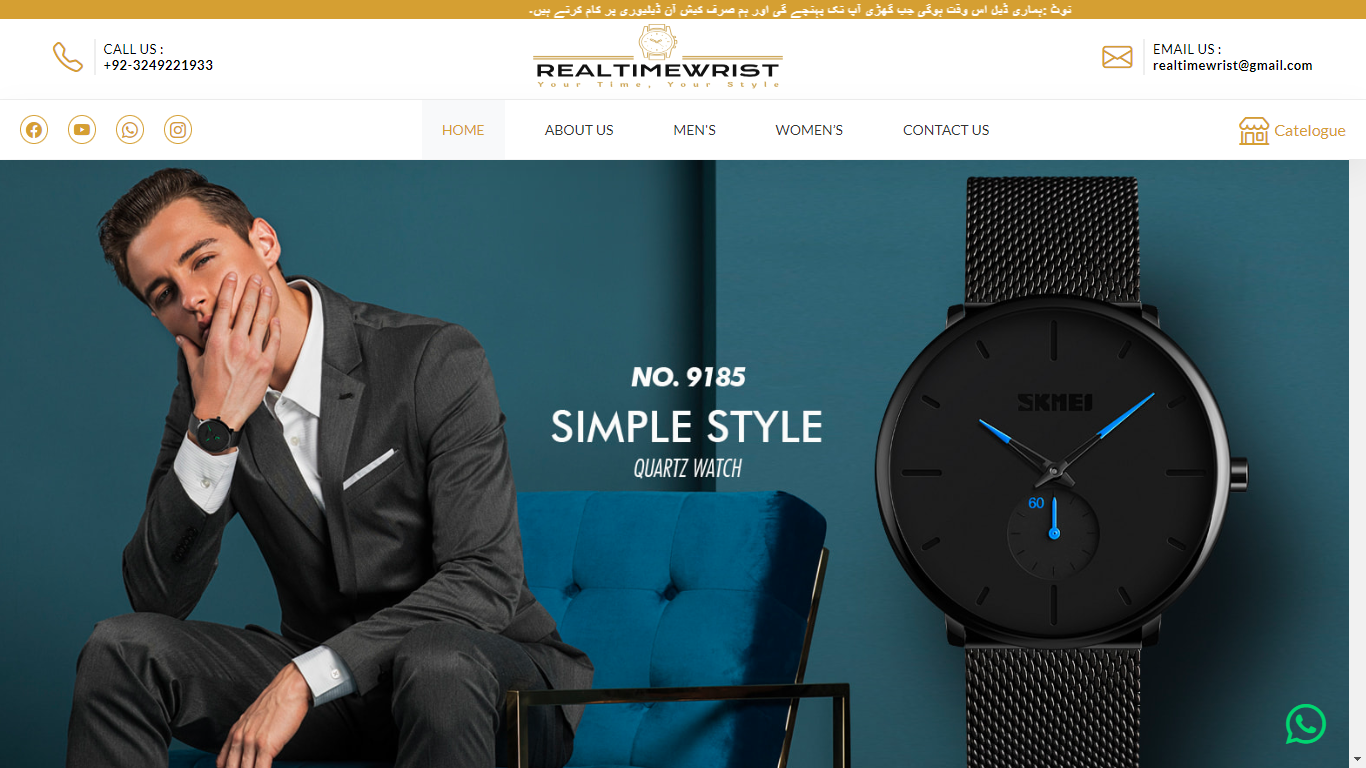 نوٹ :ہماری ڈیل اس وقت ہوگی جب گھڑی آپ تک پہنچے گی اور ہم صرف کیش آن ڈیلیوری پر کام کرتے ہیں۔
CALL US :
+92-3249221933
REALTIMEWRIST
Your Time, Your Style
EMAIL US :
realtimewrist@gmail.com
HOME
ABOUT US
MEN'S
WOMEN'S
CONTACT US
Catelogue
NO. 9185
SIMPLE STYLE
QUARTZ WATCH
SKMEI
60